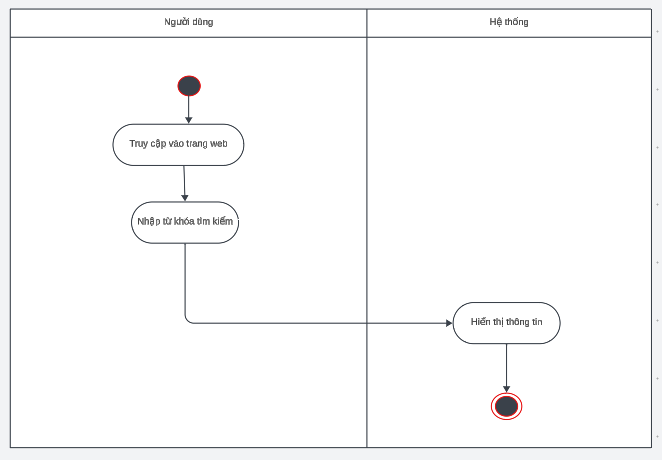 Người dùng
Hệ thống
Truy cập vào trang web
Nhập từ khóa tìm kiếm
Hiển thị thông tin